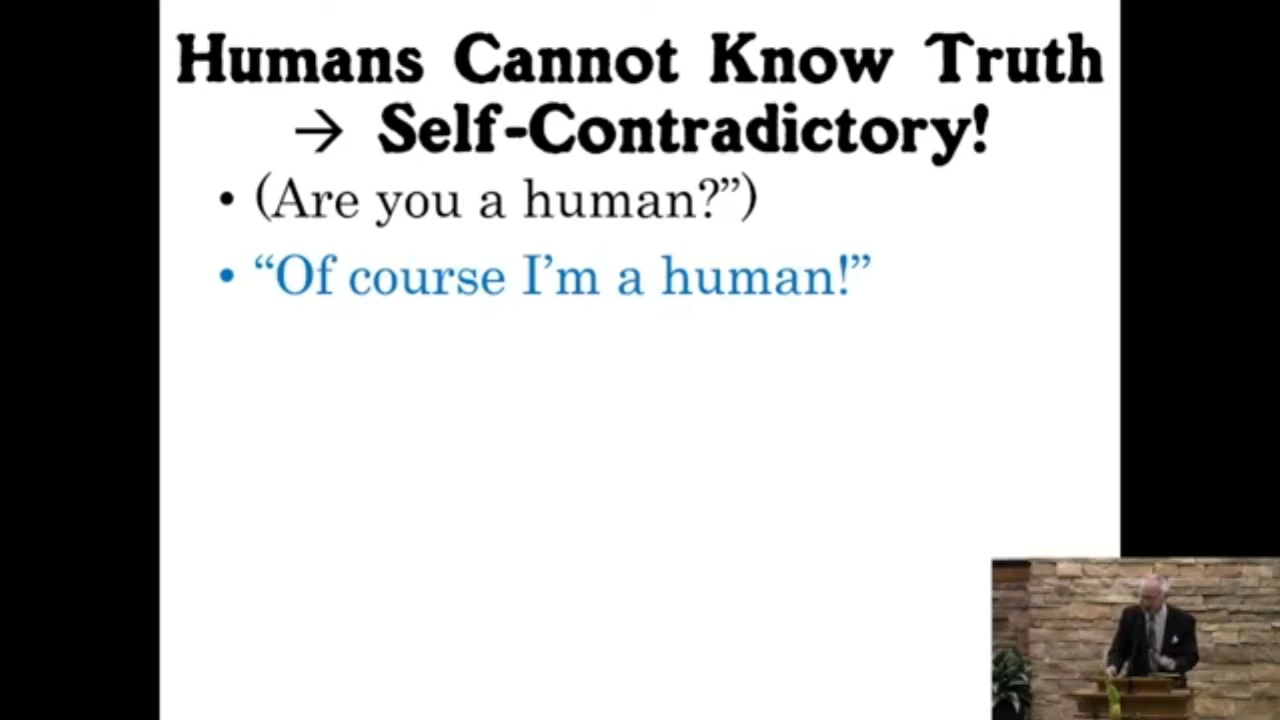 Humans Cannot Know Truth
→ Self-Contradictory!
• (Are you a human?”)
• “Of course I’m a human!”